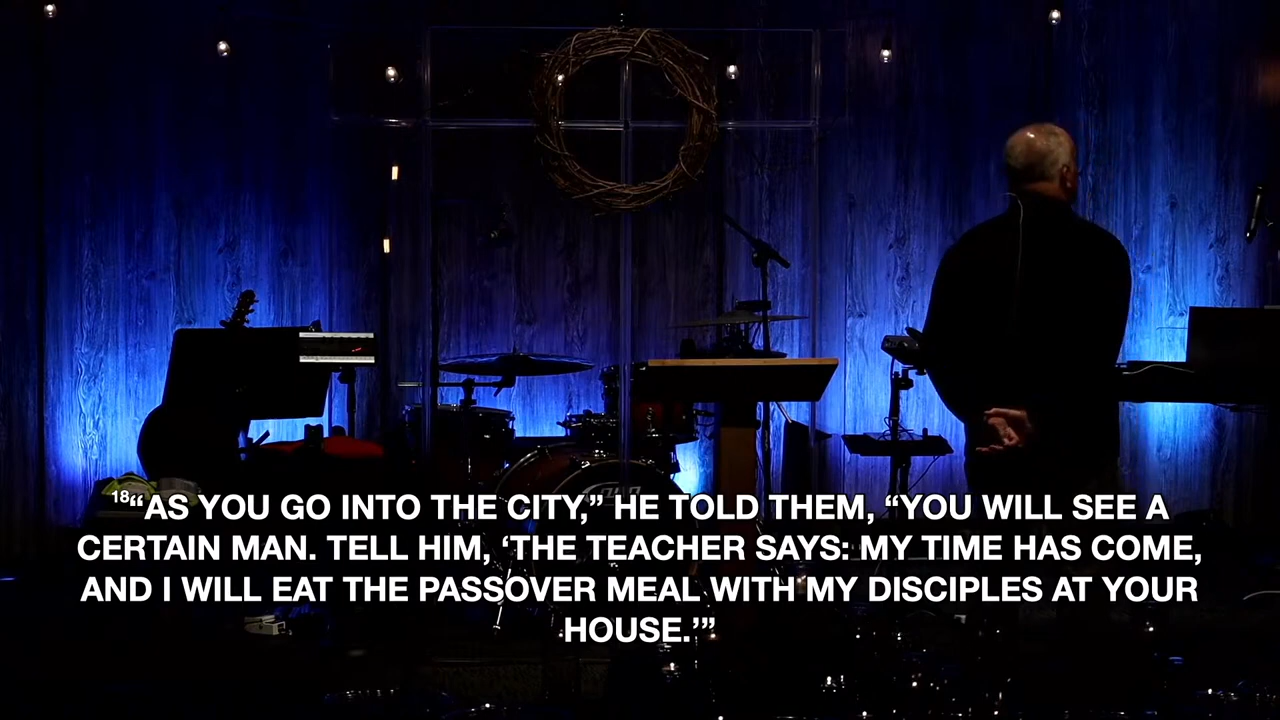 ¹⁸“AS YOU GO INTO THE CITY,” HE TOLD THEM, “YOU WILL SEE A
CERTAIN MAN. TELL HIM, ‘THE TEACHER SAYS: MY TIME HAS COME,
AND I WILL EAT THE PASSOVER MEAL WITH MY DISCIPLES AT YOUR
HOUSE.’”